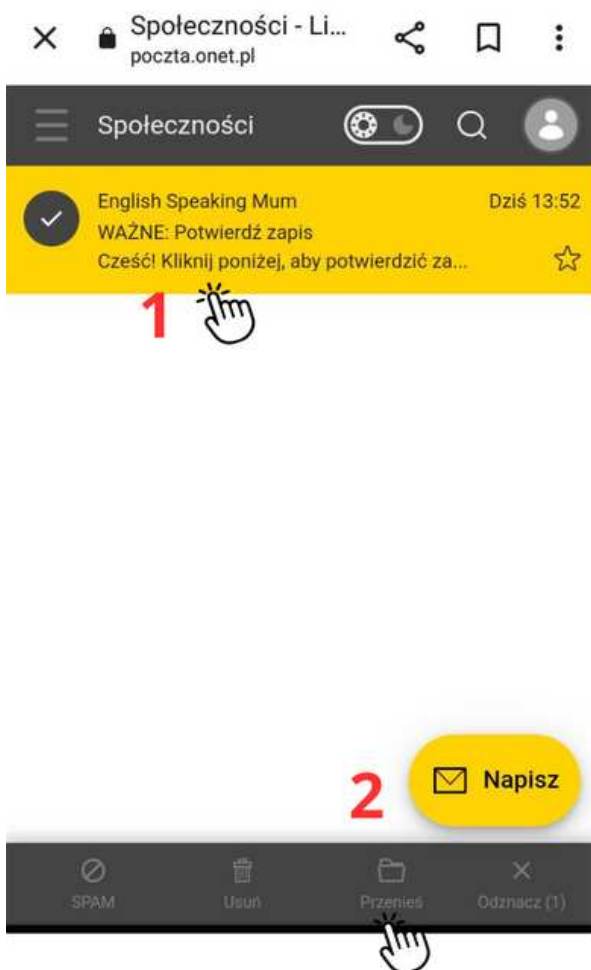 Społeczności - Li...
poczta.onet.pl
Społeczności
English Speaking Mum Dziś 13:52
WAŻNE: Potwierdź zapis
Cześć! Kliknij poniżej, aby potwierdzić za...
1
2 Napisz
SPAM Usuń Przenieś Odznacz (1)